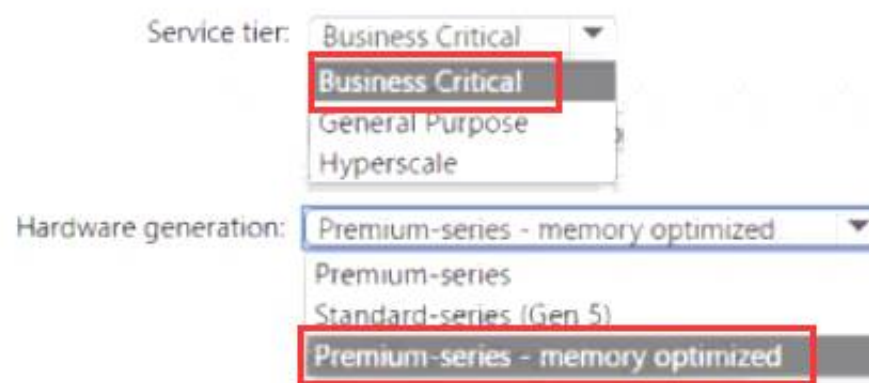 Service tier: Business Critical
Business Critical
General Purpose
Hyperscale
Hardware generation: Premium-series - memory optimized
Premium-series
Standard-series (Gen 5)
Premium-series - memory optimized